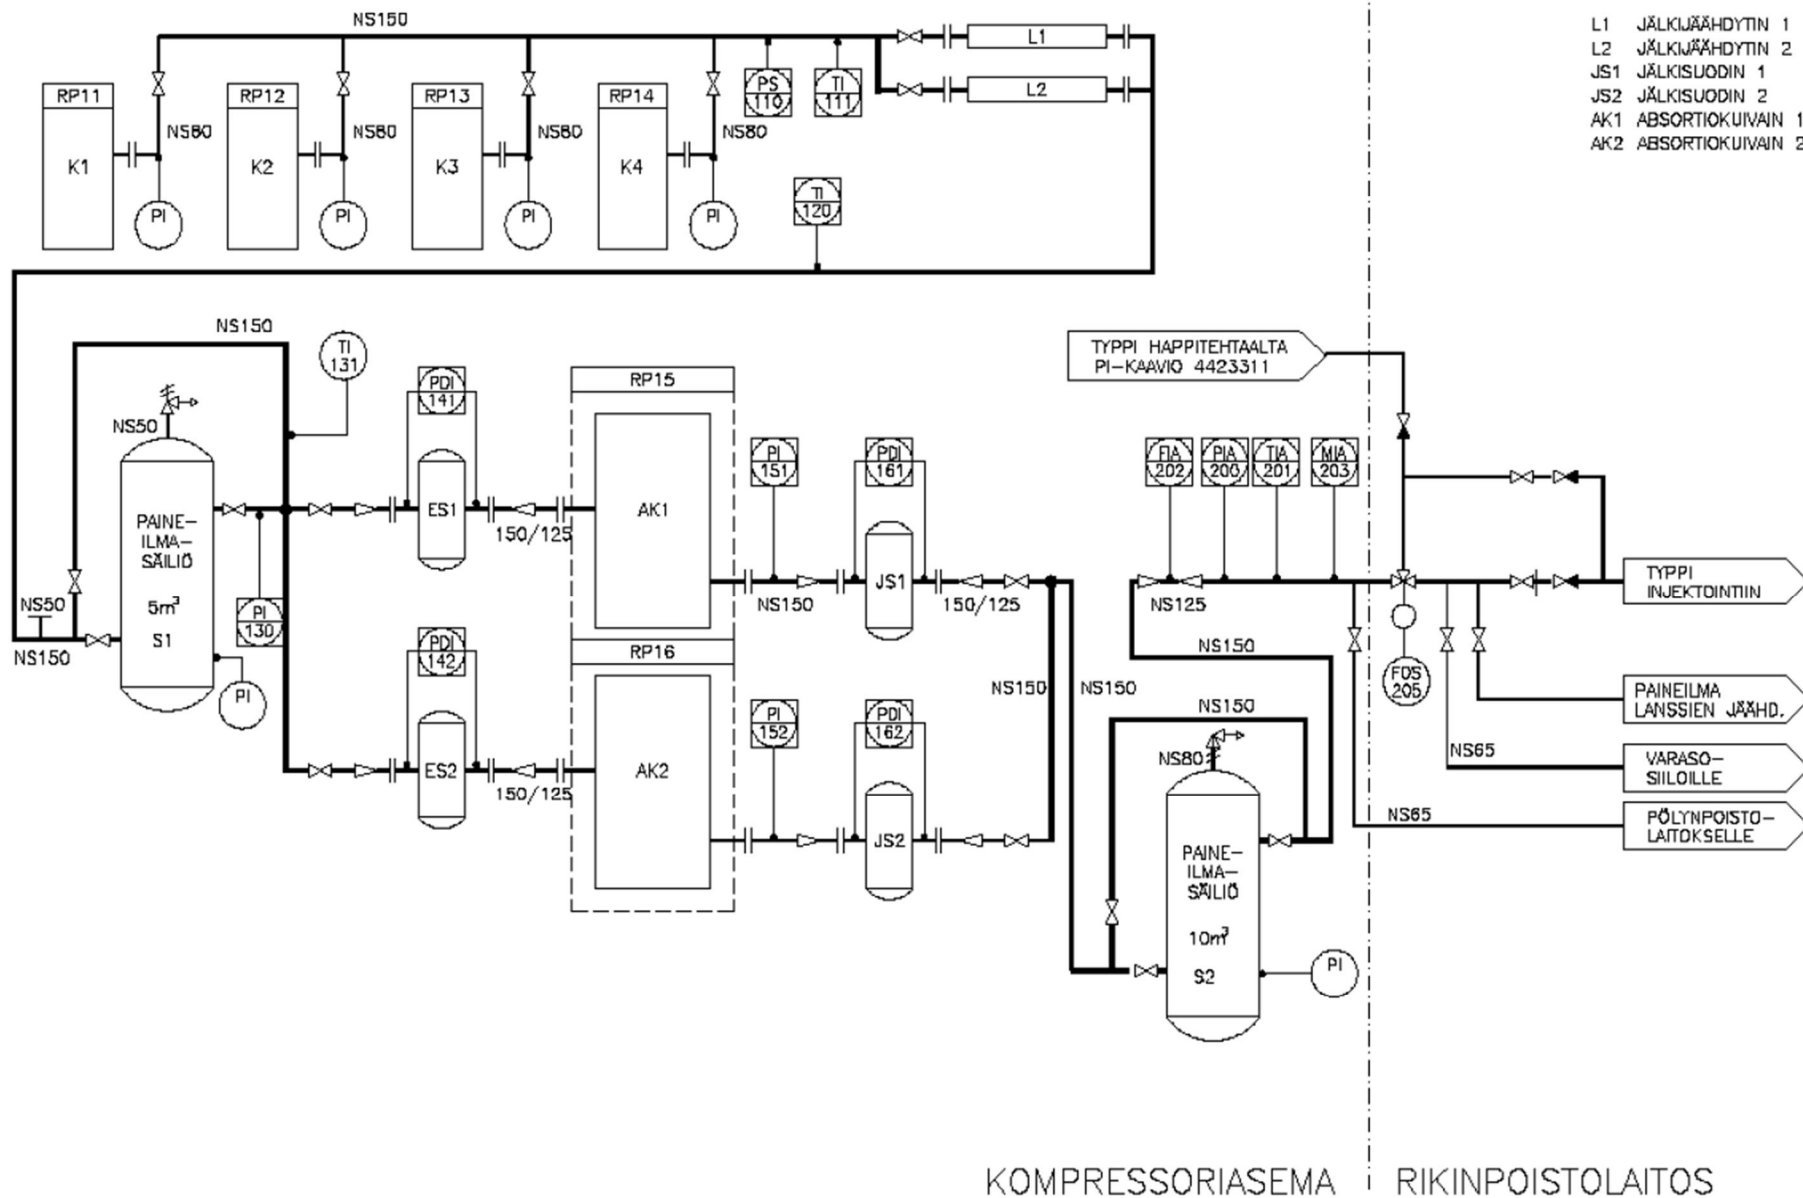 NS150
L1 JÄLKIJÄÄHDYTIN 1
L2 JÄLKIJÄÄHDYTIN 2
JS1 JÄLKISUODIN 1
JS2 JÄLKISUODIN 2
AK1 ABSORTIOKUIVAIN 1
AK2 ABSORTIOKUIVAIN 2
L1
L2
RP11
RP12
RP13
RP14
PS
110
TI
111
NS80
NS80
NS80
NS80
K1
K2
K3
K4
PI
PI
PI
PI
TI
120
NS150
TI
131
TYPPI HAPPITEHTAALTA
PI-KAAVIO 4423311
PDI
141
RP15
NS50
PI
151
PDI
161
FIA
202
PIA
200
TIA
201
MIA
203
PAINE-
ILMA-
SÄILIÖ
5m³
S1
ES1
150/125
AK1
NS50
NS150
PI
130
PI
NS150
JS1
150/125
NS125
TYPPI
INJEKTOINTIIN
PDI
142
RP16
NS150
NS150
NS150
FOS
205
PAINEILMA
LANSSIEN JÄÄHD.
PI
152
PDI
162
NS150
NS80
NS65
VARASO-
SIILOILLE
ES2
150/125
AK2
NS65
PÖLYNPOISTO-
LAITOKSELLE
JS2
PAINE-
ILMA-
SÄILIÖ
10m³
S2
PI
KOMPRESSORIASEMA
RIKINPOISTOLAITOS